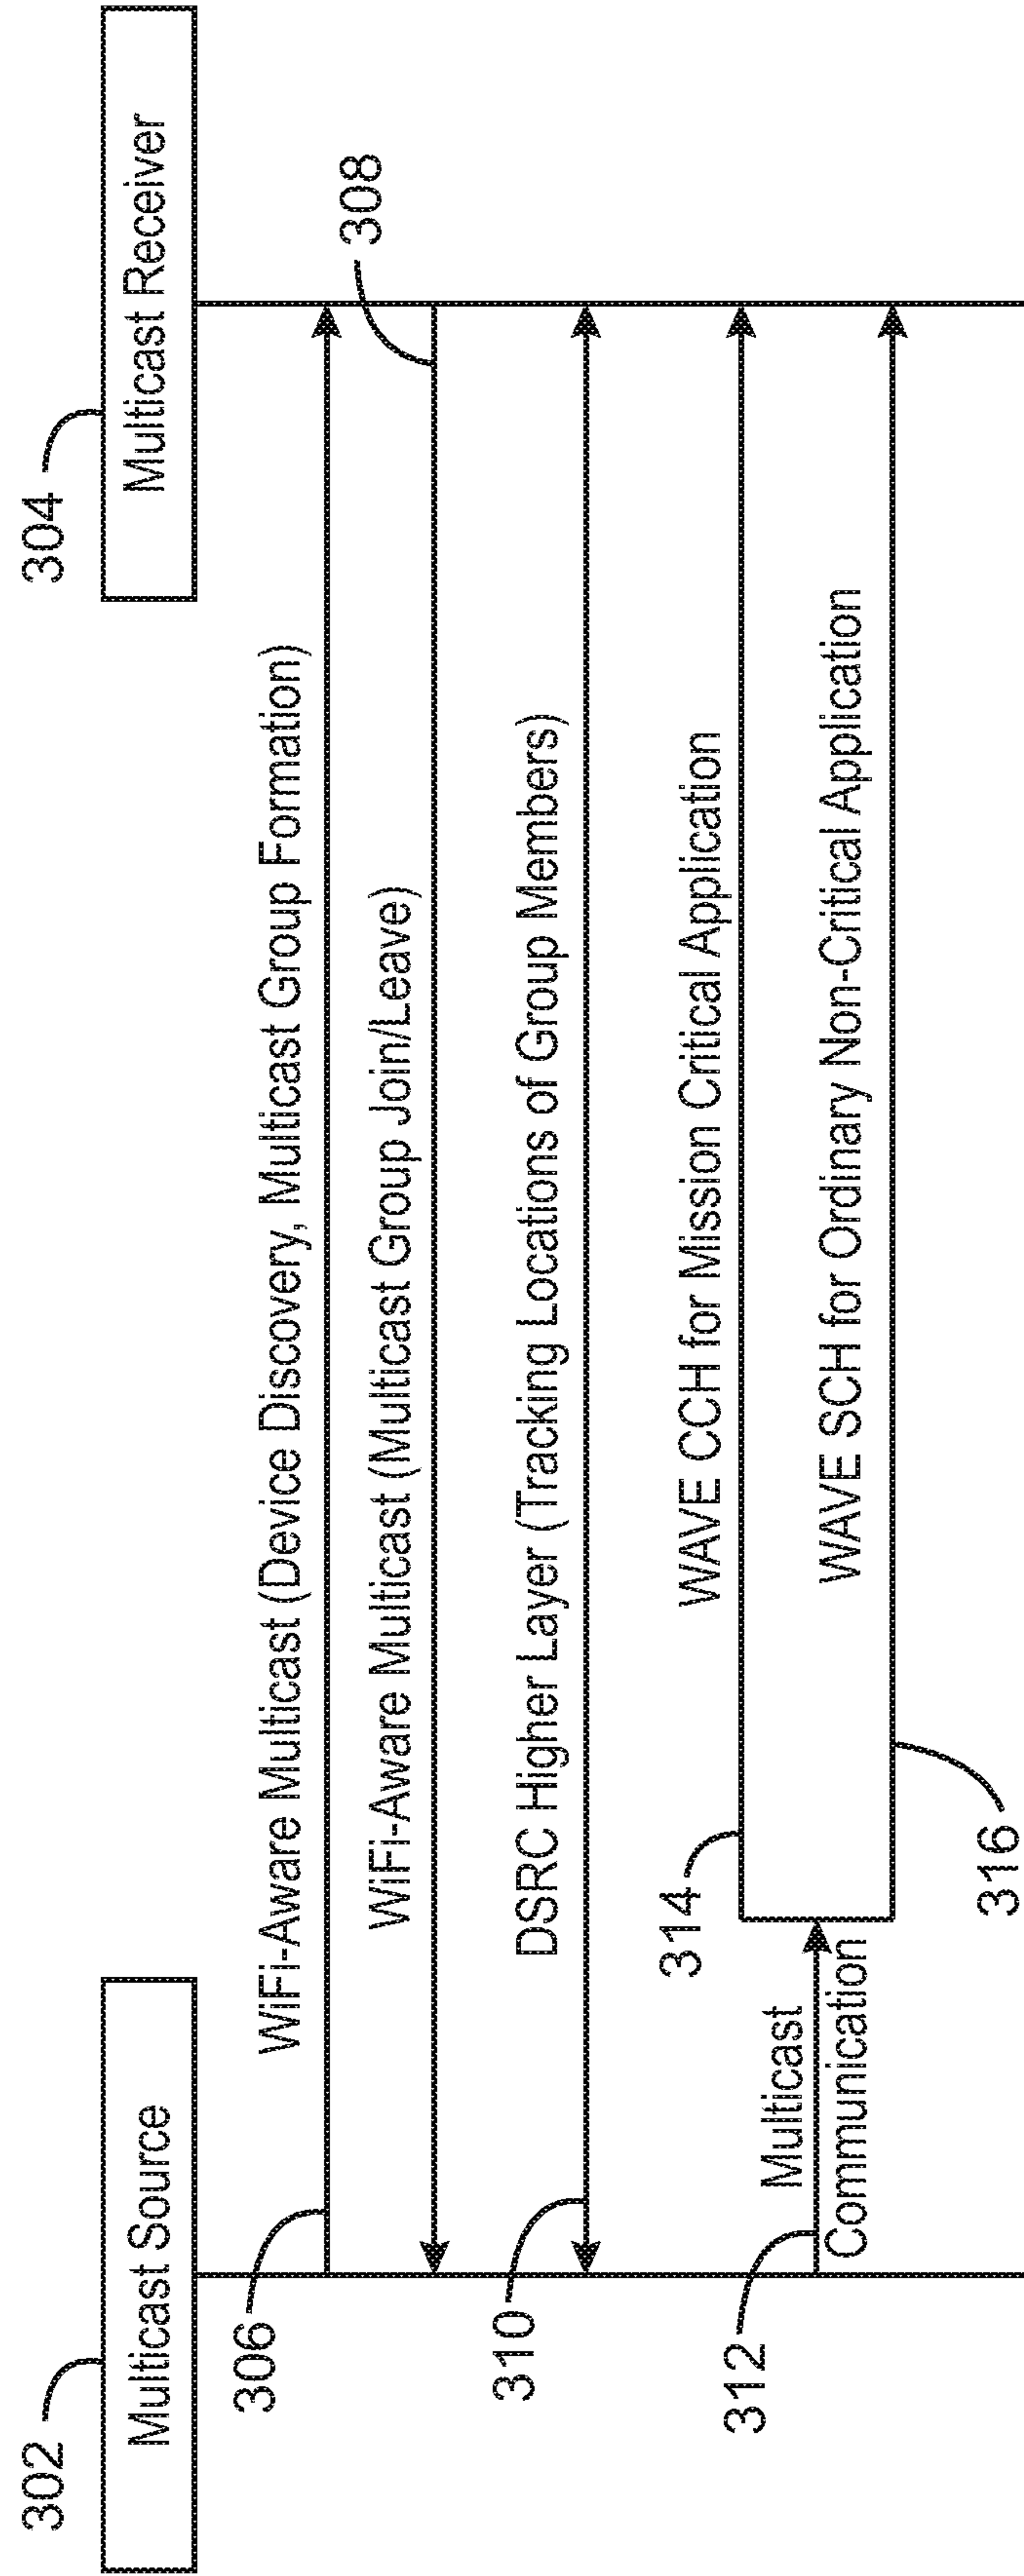 302
Multicast Source
304
Multicast Receiver
306
WiFi-Aware Multicast (Device Discovery, Multicast Group Formation)
WiFi-Aware Multicast (Multicast Group Join/Leave)
308
310
DSRC Higher Layer (Tracking Locations of Group Members)
312
Multicast
Communication
314
WAVE CCH for Mission Critical Application
WAVE SCH for Ordinary Non-Critical Application
316